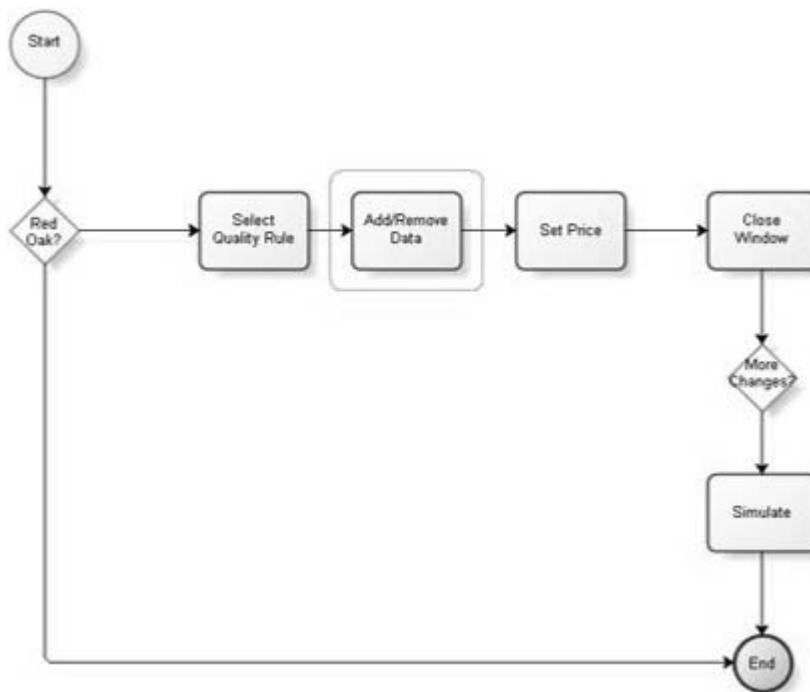 Start
Red
Oak?
Select
Quality Rule
Add/Remove
Data
Set Price
Close
Window
More
Changes?
Simulate
End